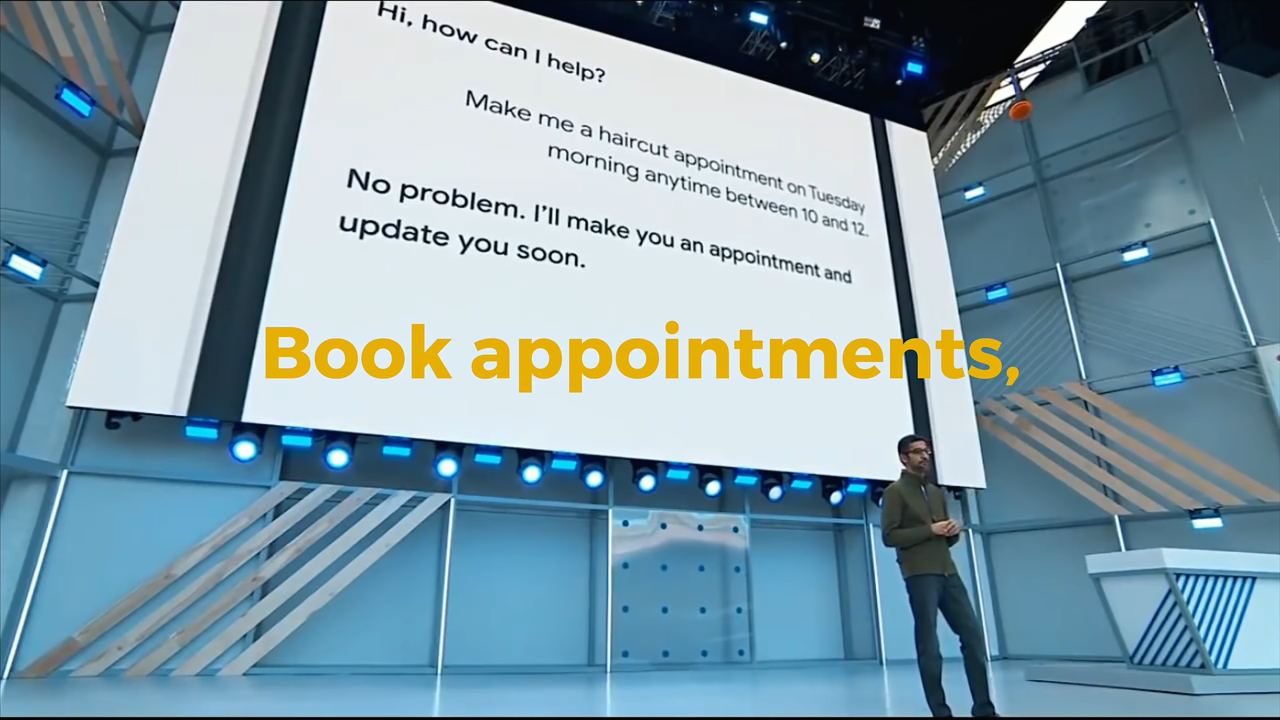 Hi, how can I help?
Make me a haircut appointment on Tuesday
morning anytime between 10 and 12.
No problem. I'll make you an appointment and
update you soon.
Book appointments,